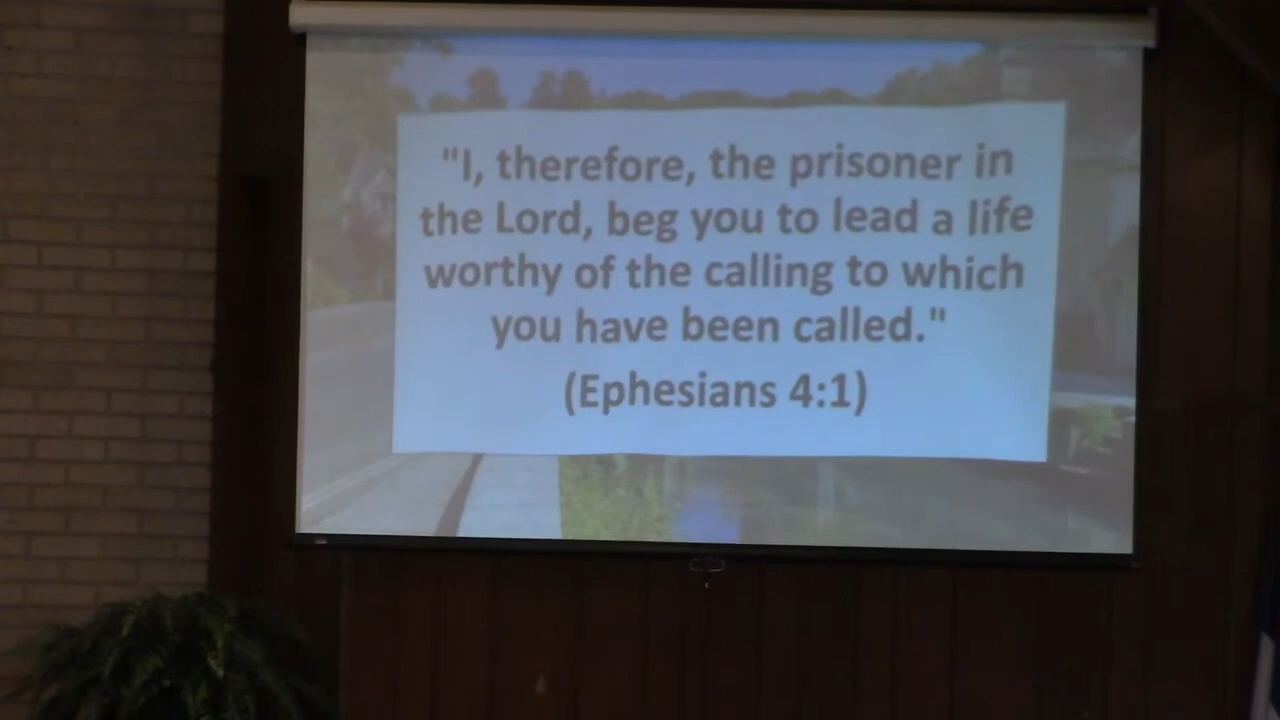 "I, therefore, the prisoner in
the Lord, beg you to lead a life
worthy of the calling to which
you have been called."
(Ephesians 4:1)